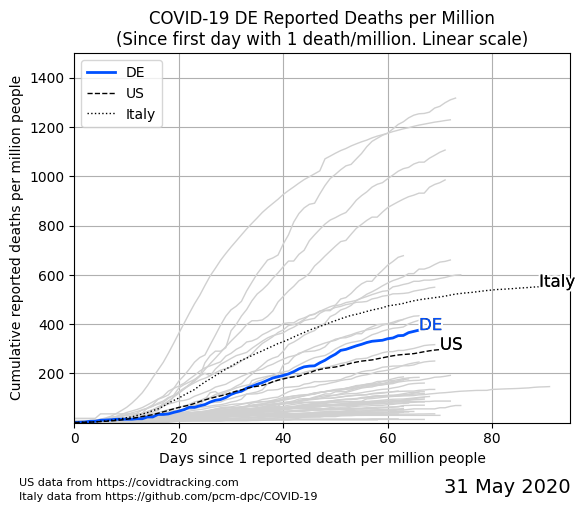 COVID-19 DE Reported Deaths per Million
(Since first day with 1 death/million. Linear scale)
DE
US
Italy
1400
1200
1000
800
600
400
200
Cumulative reported deaths per million people
Italy
DE
US
0 20 40 60 80
Days since 1 reported death per million people
US data from https://covidtracking.com
Italy data from https://github.com/pcm-dpc/COVID-19
31 May 2020